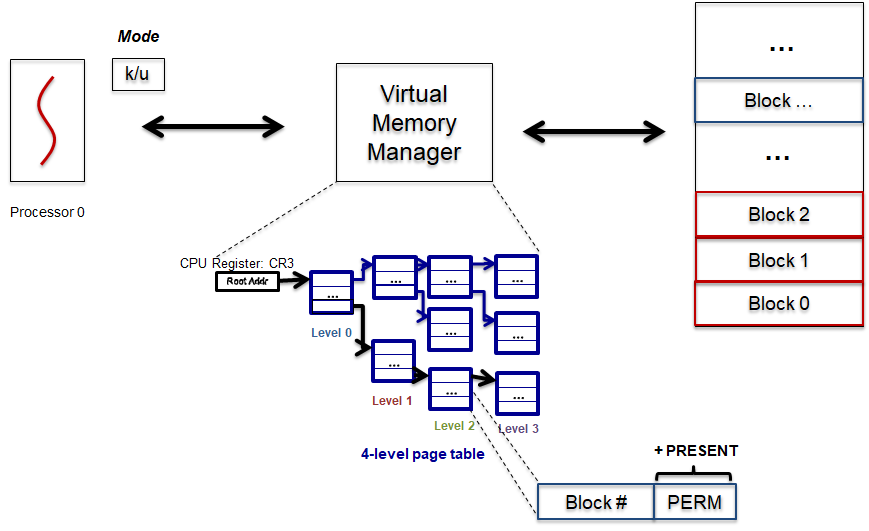 Mode
k/u
Processor 0
Virtual
Memory
Manager
...
Block ...
...
Block 2
Block 1
Block 0
CPU Register: CR3
Root Addr
...
...
...
...
...
...
...
...
...
Level 0
Level 1
Level 2
Level 3
4-level page table
+ PRESENT
Block #
PERM